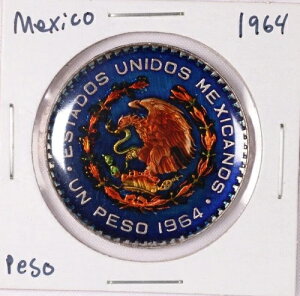 Mexico 1964
ESTADOS UNIDOS MEXICANOS
· UN PESO 1964 ·
Peso